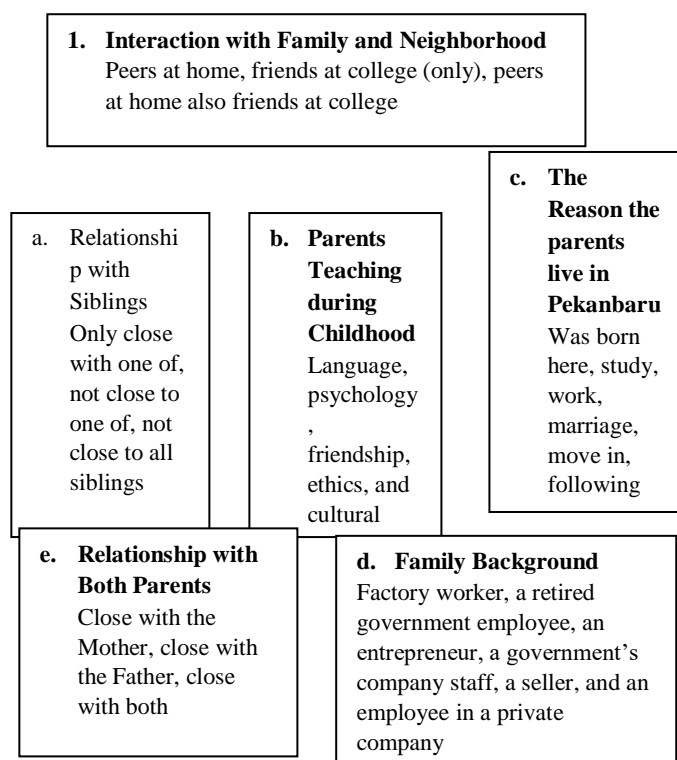 1. Interaction with Family and Neighborhood
Peers at home, friends at college (only), peers
at home also friends at college
a. Relationshi
p with
Siblings
Only close
with one of,
not close to
one of, not
close to all
siblings
b. Parents
Teaching
during
Childhood
Language,
psychology
,
friendship,
ethics, and
cultural
c. The
Reason the
parents
live in
Pekanbaru
Was born
here, study,
work,
marriage,
move in,
following
e. Relationship with
Both Parents
Close with the
Mother, close with
the Father, close
with both
d. Family Background
Factory worker, a retired
government employee, an
entrepreneur, a government’s
company staff, a seller, and an
employee in a private
company